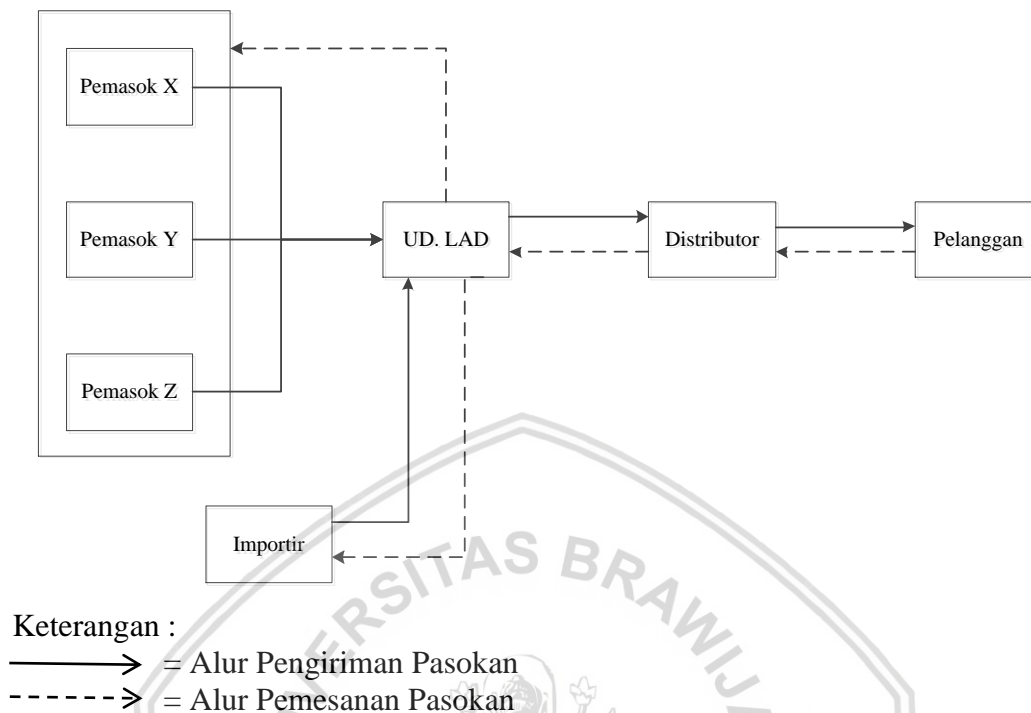 Pemasok X
Pemasok Y
UD. LAD
Distributor
Pelanggan
Pemasok Z
Importir
Keterangan :
= Alur Pengiriman Pasokan
= Alur Pemesanan Pasokan